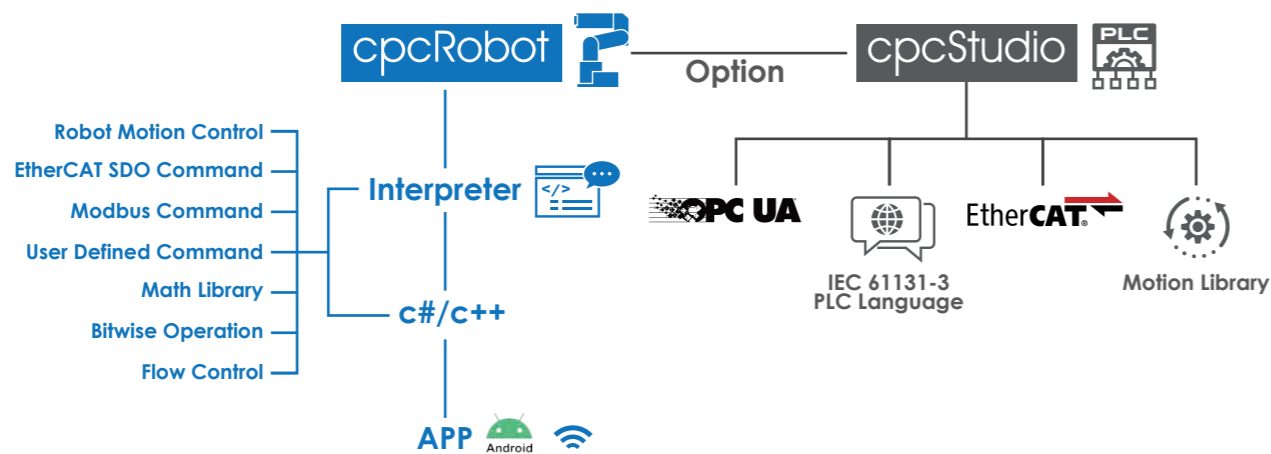 cpcRobot
Option
cpcStudio
PLC
Robot Motion Control
EtherCAT SDO Command
Modbus Command
User Defined Command
Math Library
Bitwise Operation
Flow Control
Interpreter
</>
c#/c++
APP
Android
OPC UA
IEC 61131-3
PLC Language
EtherCAT®
Motion Library